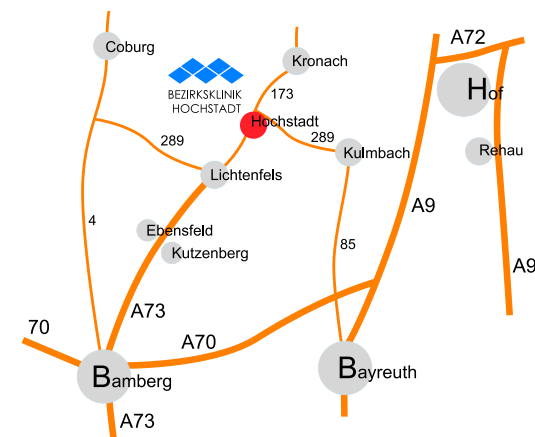 Coburg
A72
Kronach
BEZIRKSKLINIK
HOCHSTADT
173
Hof
Hochstadt
289
289
Kulmbach
Rehau
Lichtenfels
A9
4
Ebensfeld
85
Kutzenberg
A9
A73
70
A70
Bamberg
Bayreuth
A73